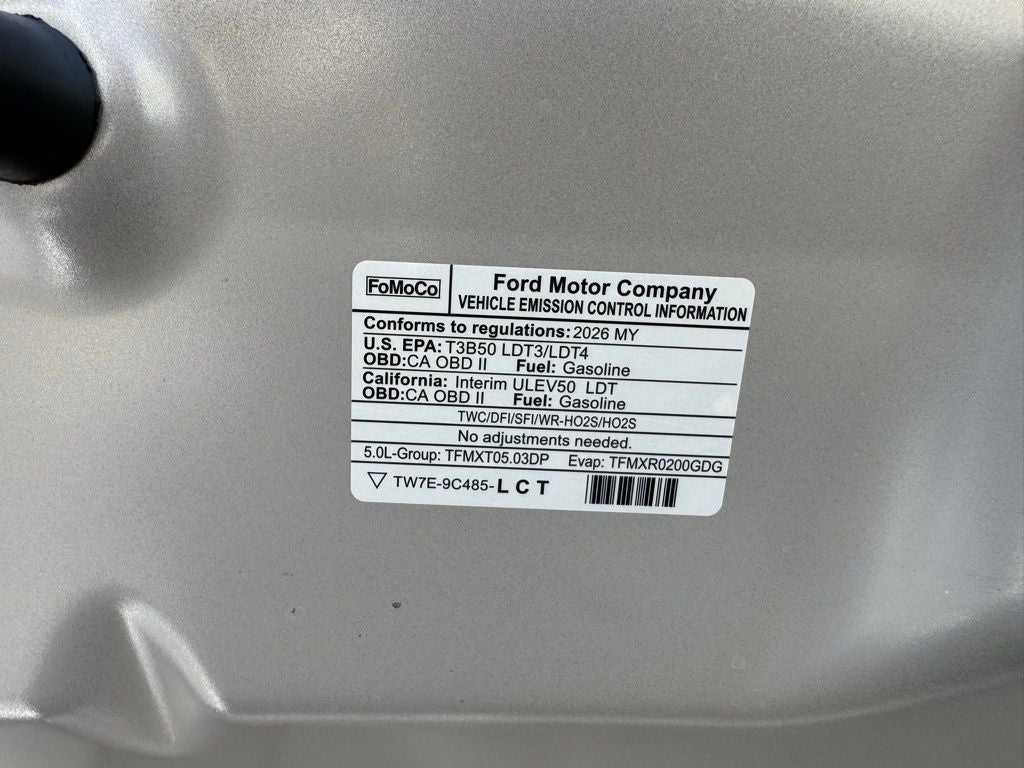 FoMoCo
Ford Motor Company
VEHICLE EMISSION CONTROL INFORMATION
Conforms to regulations: 2026 MY
U.S. EPA: T3B50 LDT3/LDT4
OBD:CA OBD II Fuel: Gasoline
California: Interim ULEV50 LDT
OBD:CA OBD II Fuel: Gasoline
TWC/DFI/SFI/WR-HO2S/HO2S
No adjustments needed.
5.0L-Group: TFMXT05.03DP Evap: TFMXR0200GDG
TW7E-9C485-L C T